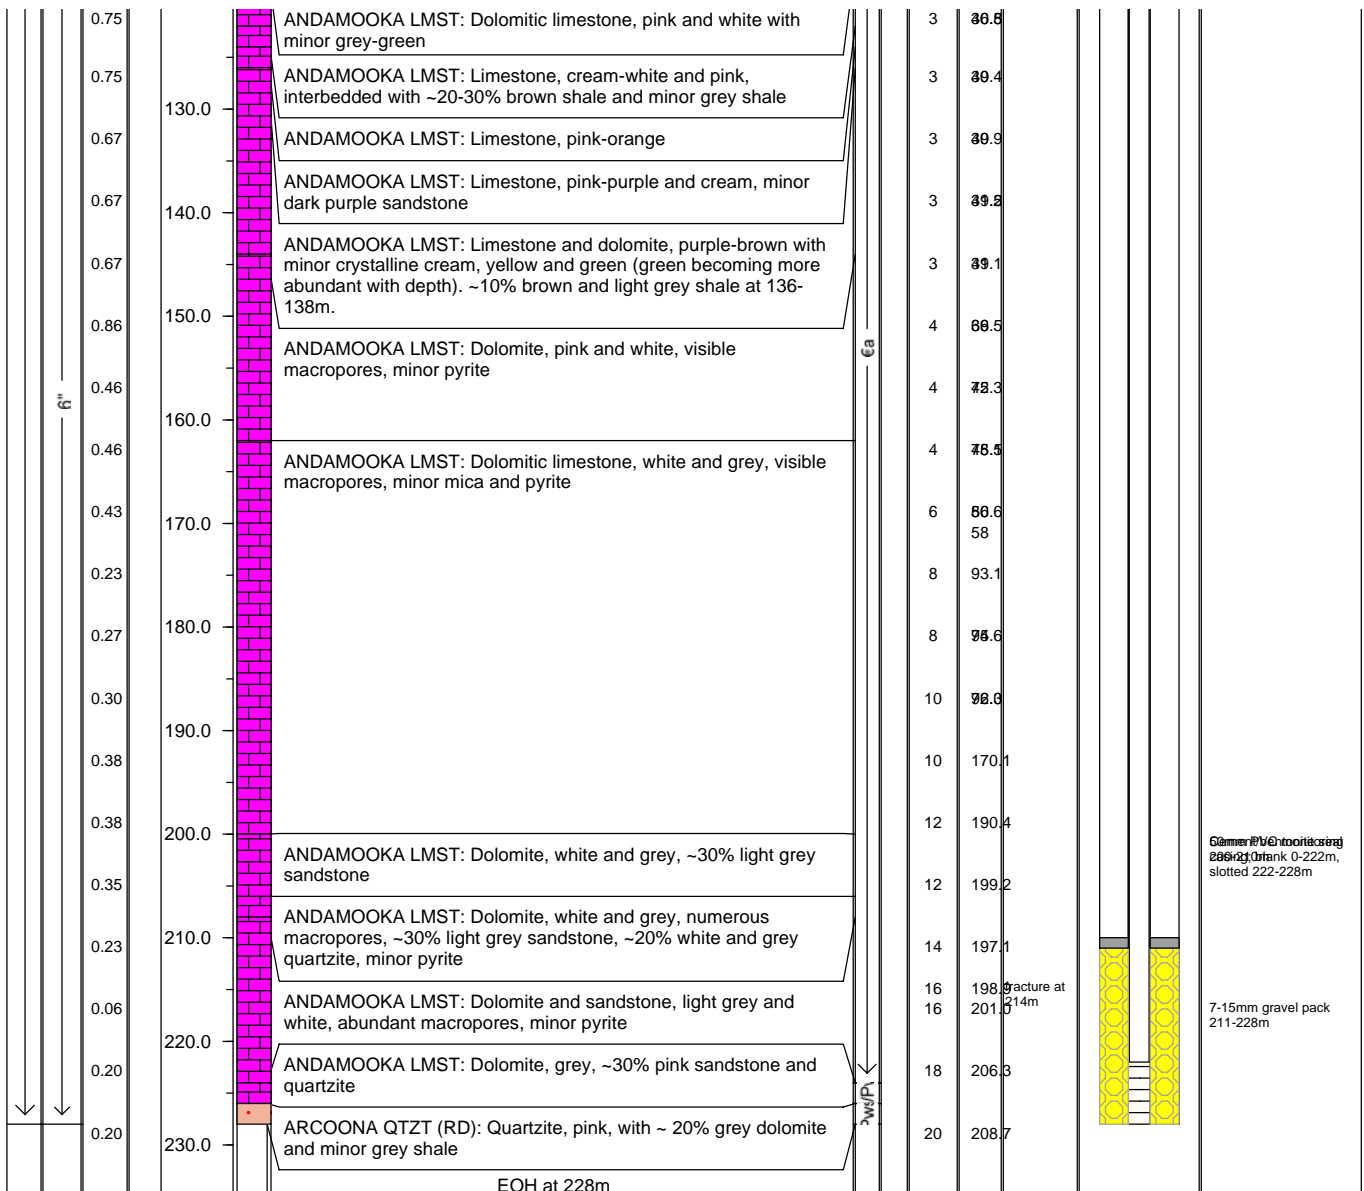 0.75 ANDAMOOKA LMST: Dolomitic limestone, pink and white with 3
minor grey-green
0.75 ANDAMOOKA LMST: Limestone, cream-white and pink, 3
interbedded with ~20-30% brown shale and minor grey shale
130.0
0.67 ANDAMOOKA LMST: Limestone, pink-orange 3
ANDAMOOKA LMST: Limestone, pink-purple and cream, minor
0.67 dark purple sandstone 3
140.0
ANDAMOOKA LMST: Limestone and dolomite, purple-brown with
0.67 minor crystalline cream, yellow and green (green becoming more 3
abundant with depth). ~10% brown and light grey shale at 136-
138m.
150.0
0.86 4
ANDAMOOKA LMST: Dolomite, pink and white, visible €a
macropores, minor pyrite
0.46 4
6"
160.0
0.46 4
ANDAMOOKA LMST: Dolomitic limestone, white and grey, visible
macropores, minor mica and pyrite
0.43 6
170.0 58
0.23 8 93.1
0.27 180.0 8
0.30 10
190.0
0.38 10 170.1
0.38 12 190.4
200.0
ANDAMOOKA LMST: Dolomite, white and grey, ~30% light grey
sandstone
blank 0-222m,
slotted 222-228m
0.35 12 199.2
ANDAMOOKA LMST: Dolomite, white and grey, numerous
210.0 macropores, ~30% light grey sandstone, ~20% white and grey
0.23 quartzite, minor pyrite 14 197.1
16 198.9 fracture at
214m
ANDAMOOKA LMST: Dolomite and sandstone, light grey and
0.06 white, abundant macropores, minor pyrite 16 201.0
7-15mm gravel pack
211-228m
220.0
ANDAMOOKA LMST: Dolomite, grey, ~30% pink sandstone and
0.20 quartzite 18 206.3
ARCOONA QTZT (RD): Quartzite, pink, with ~ 20% grey dolomite
0.20 and minor grey shale 20 208.7
230.0
EOH at 228m